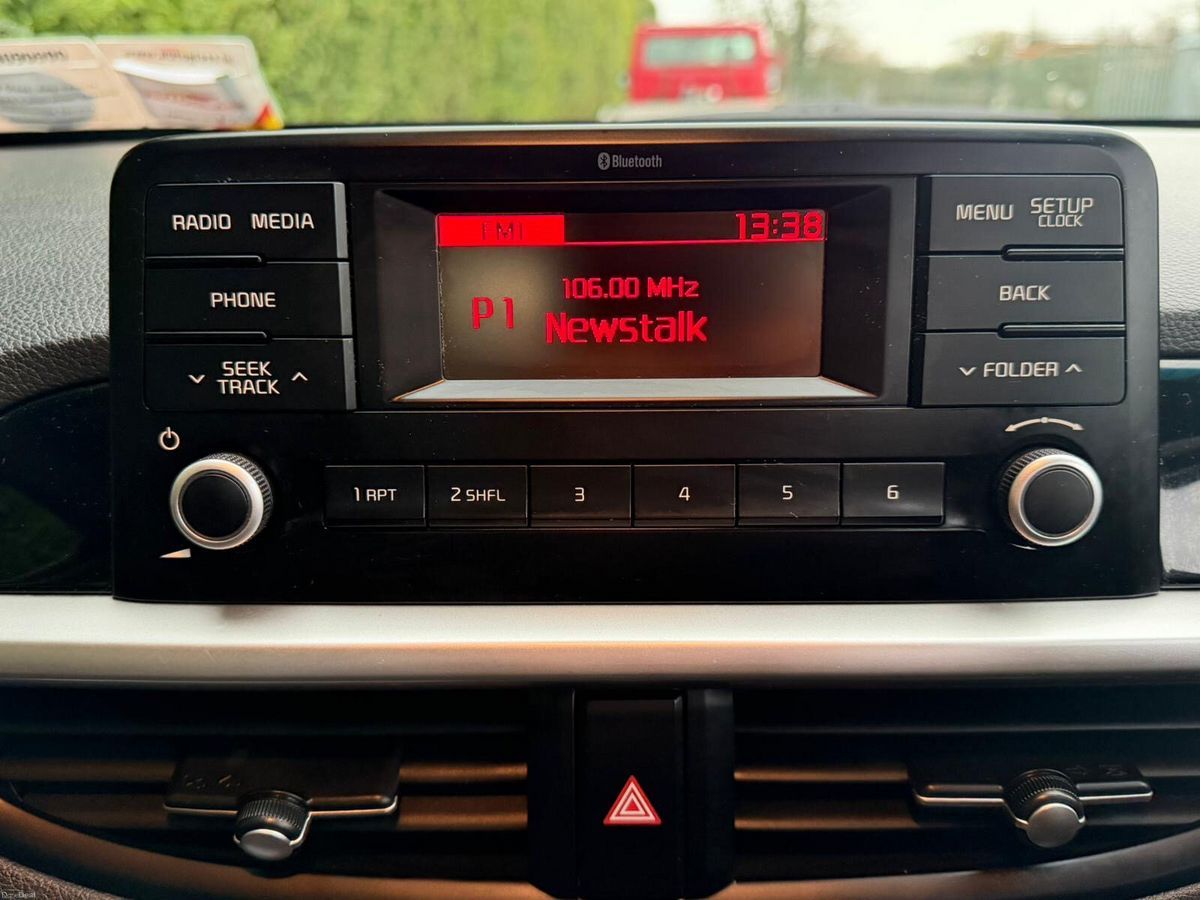 Bluetooth
RADIO MEDIA
FM1
13:38
MENU SETUP
CLOCK
PHONE
P1
106.00 MHz
Newstalk
BACK
SEEK
TRACK
FOLDER
1 RPT
2 SHFL
3
4
5
6
DoneDeal